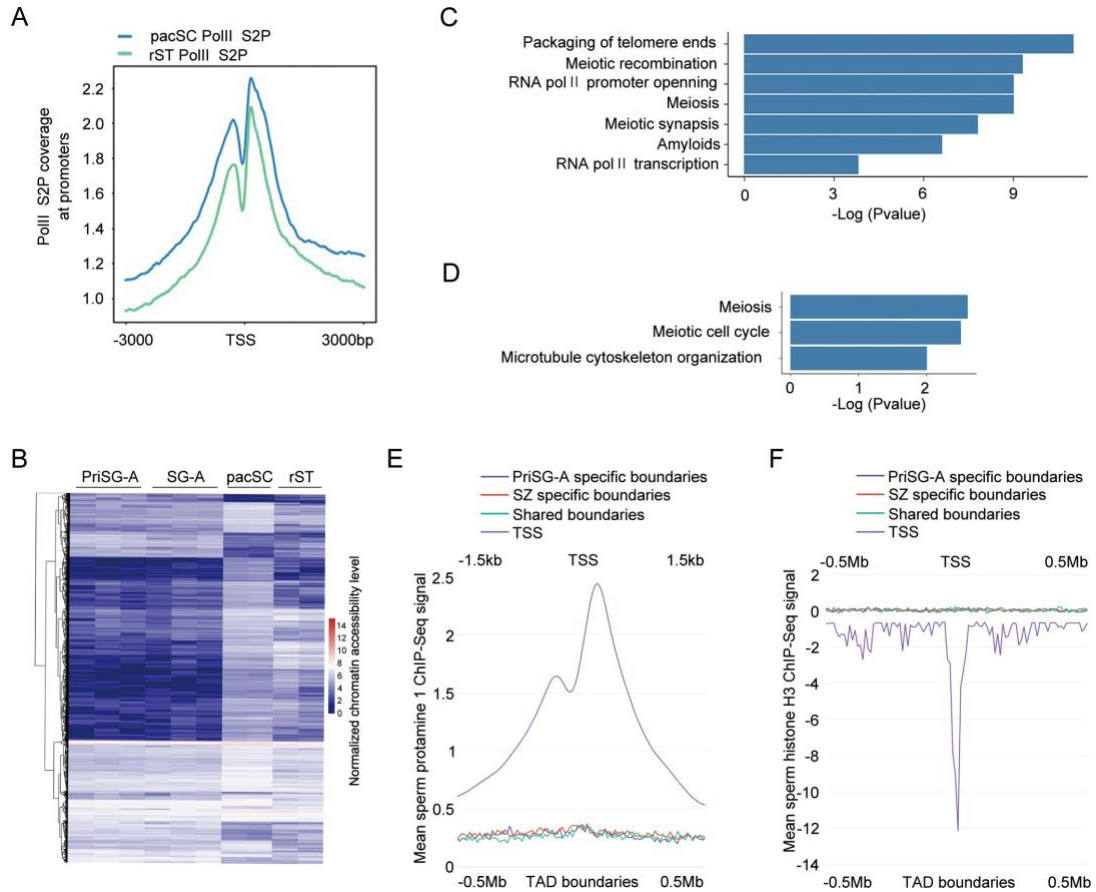 A
pacSC PolII S2P
rST PolII S2P
PolII S2P coverage
at promoters
2.2
2.0
1.8
1.6
1.4
1.2
1.0
-3000
TSS
3000bp
C
Packaging of telomere ends
Meiotic recombination
RNA pol II promoter openning
Meiosis
Meiotic synapsis
Amyloids
RNA pol II transcription
0
3
6
9
-Log (Pvalue)
D
Meiosis
Meiotic cell cycle
Microtubule cytoskeleton organization
0
1
2
-Log (Pvalue)
B
PriSG-A
SG-A
pacSC
rST
14
12
10
8
6
4
2
0
Normalized chromatin accessibility level
E
PriSG-A specific boundaries
SZ specific boundaries
Shared boundaries
TSS
-1.5kb
TSS
1.5kb
2.5
2
1.5
1
0.5
0
Mean sperm protamine 1 ChIP-Seq signal
-0.5Mb
TAD boundaries
0.5Mb
F
PriSG-A specific boundaries
SZ specific boundaries
Shared boundaries
TSS
-0.5Mb
TSS
0.5Mb
2
0
-2
-4
-6
-8
-10
-12
-14
Mean sperm histone H3 ChIP-Seq signal
-0.5Mb
TAD boundaries
0.5Mb